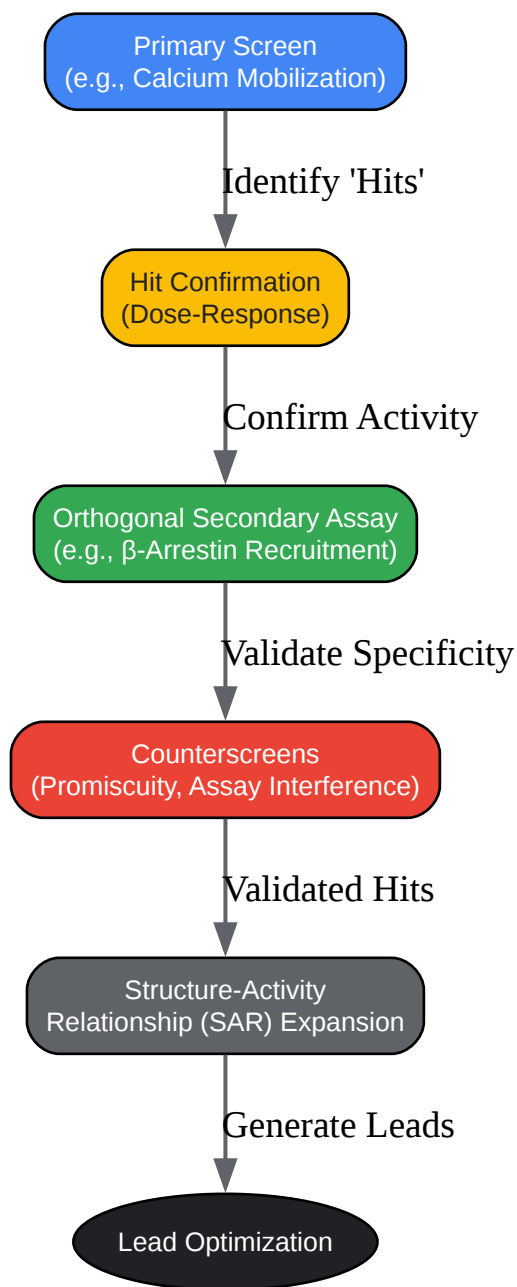 Primary Screen
(e.g., Calcium Mobilization)
Identify 'Hits'
Hit Confirmation
(Dose-Response)
Confirm Activity
Orthogonal Secondary Assay
(e.g., β-Arrestin Recruitment)
Validate Specificity
Counterscreens
(Promiscuity, Assay Interference)
Validated Hits
Structure-Activity
Relationship (SAR) Expansion
Generate Leads
Lead Optimization